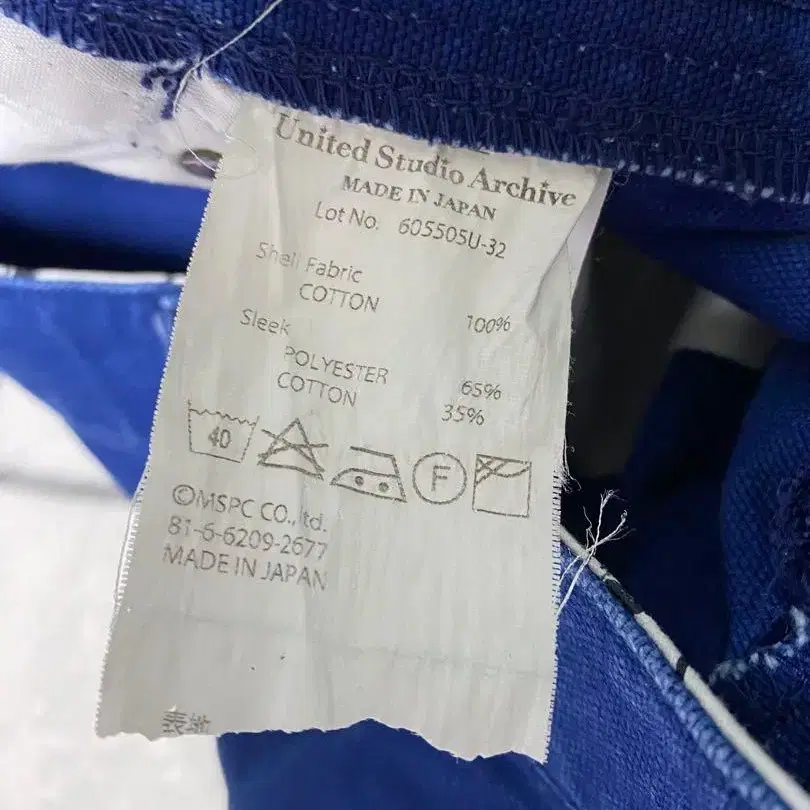 United Studio Archive
MADE IN JAPAN
Lot No. 605505U-32
Shell Fabric
COTTON 100%
Sleek
POLYESTER 65%
COTTON 35%
40
F
©MSPC CO., ltd.
81-6-6209-2677
MADE IN JAPAN
表地